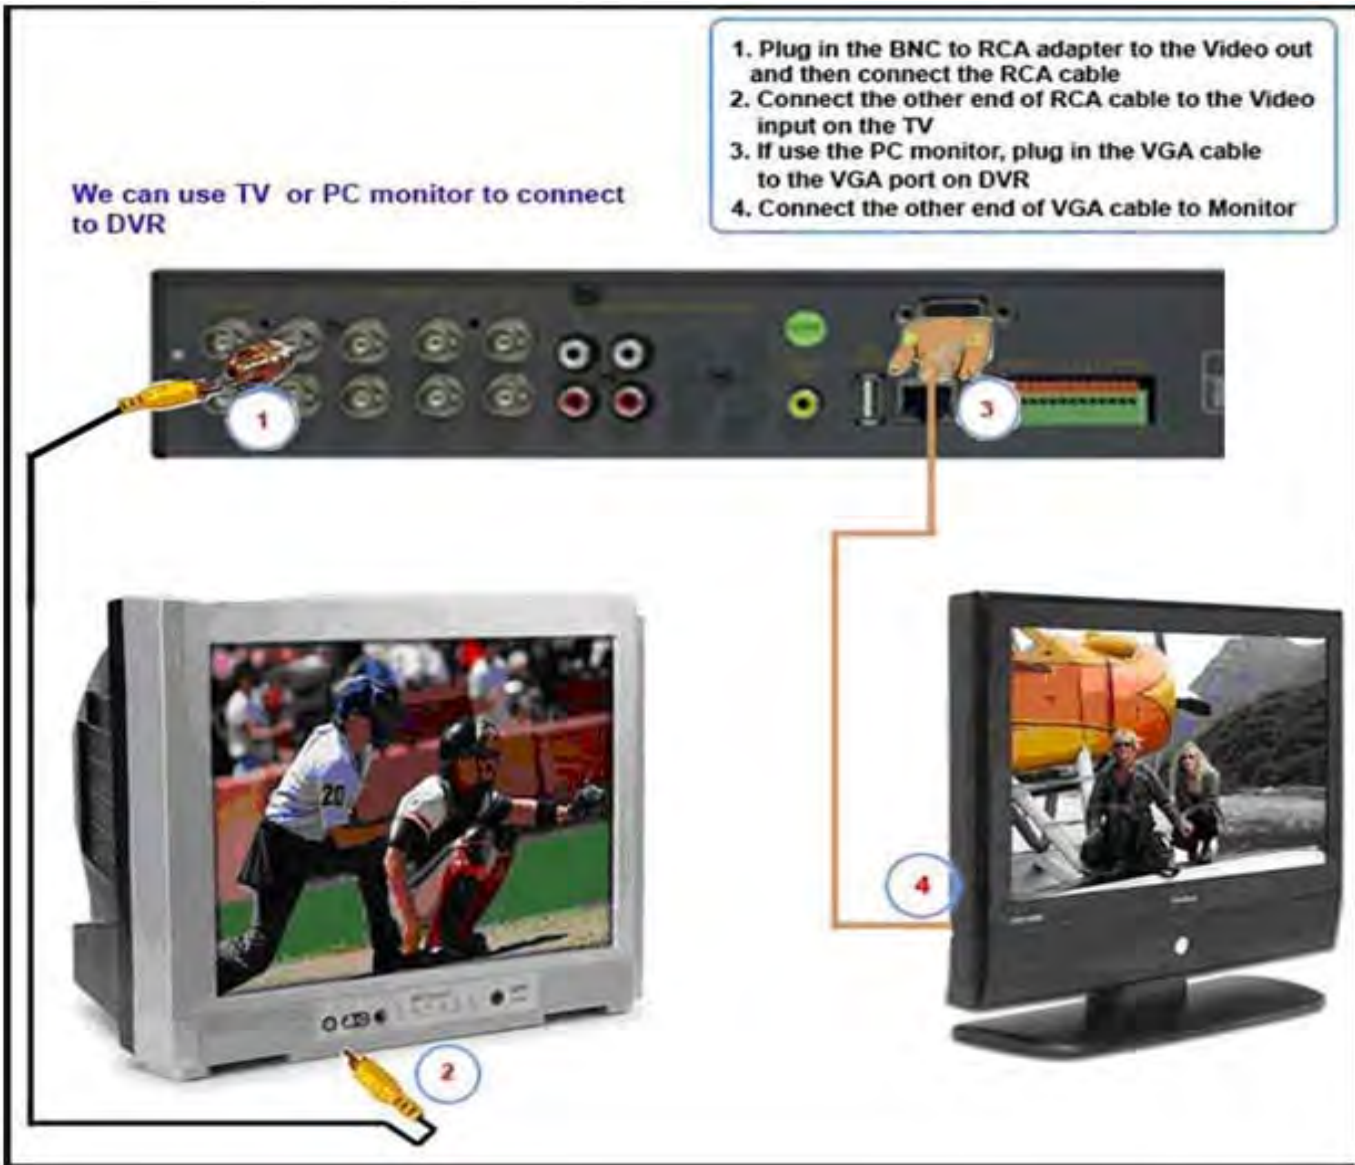 1. Plug in the BNC to RCA adapter to the Video out
and then connect the RCA cable
2. Connect the other end of RCA cable to the Video
input on the TV
3. If use the PC monitor, plug in the VGA cable
to the VGA port on DVR
4. Connect the other end of VGA cable to Monitor
We can use TV or PC monitor to connect
to DVR
1
3
20
4
2